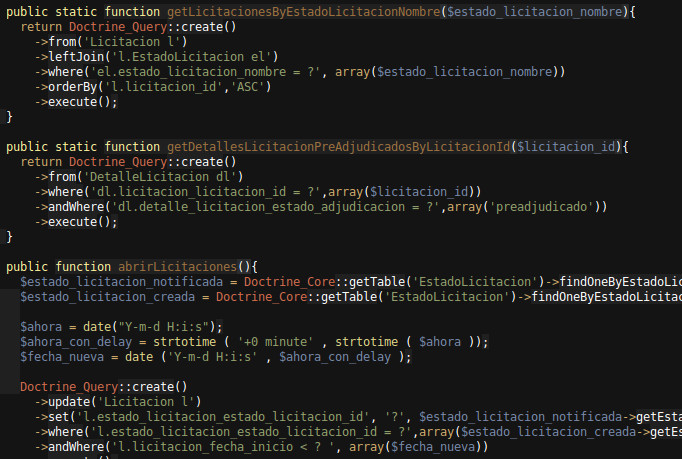 public static function getLicitacionesByEstadoLicitacionNombre($estado_licitacion_nombre){
return Doctrine_Query::create()
->from('Licitacion l')
->leftJoin('l.EstadoLicitacion el')
->where('el.estado_licitacion_nombre = ?', array($estado_licitacion_nombre))
->orderBy('l.licitacion_id','ASC')
->execute();
}
public static function getDetallesLicitacionPreAdjudicadosByLicitacionId($licitacion_id){
return Doctrine_Query::create()
->from('DetalleLicitacion dl')
->where('dl.licitacion_licitacion_id = ?',array($licitacion_id))
->andWhere('dl.detalle_licitacion_estado_adjudicacion = ?',array('preadjudicado'))
->execute();
}
public function abrirLicitaciones(){
$estado_licitacion_notificada = Doctrine_Core::getTable('EstadoLicitacion')->findOneByEstadoLic
$estado_licitacion_creada = Doctrine_Core::getTable('EstadoLicitacion')->findOneByEstadoLicitac
$ahora = date("Y-m-d H:i:s");
$ahora_con_delay = strtotime ( '+0 minute' , strtotime ( $ahora ));
$fecha_nueva = date ('Y-m-d H:i:s' , $ahora_con_delay );
Doctrine_Query::create()
->update('Licitacion l')
->set('l.estado_licitacion_estado_licitacion_id', '?', $estado_licitacion_notificada->getEsta
->where('l.estado_licitacion_estado_licitacion_id = ?',array($estado_licitacion_creada->getEs
->andWhere('l.licitacion_fecha_inicio < ? ', array($fecha_nueva))